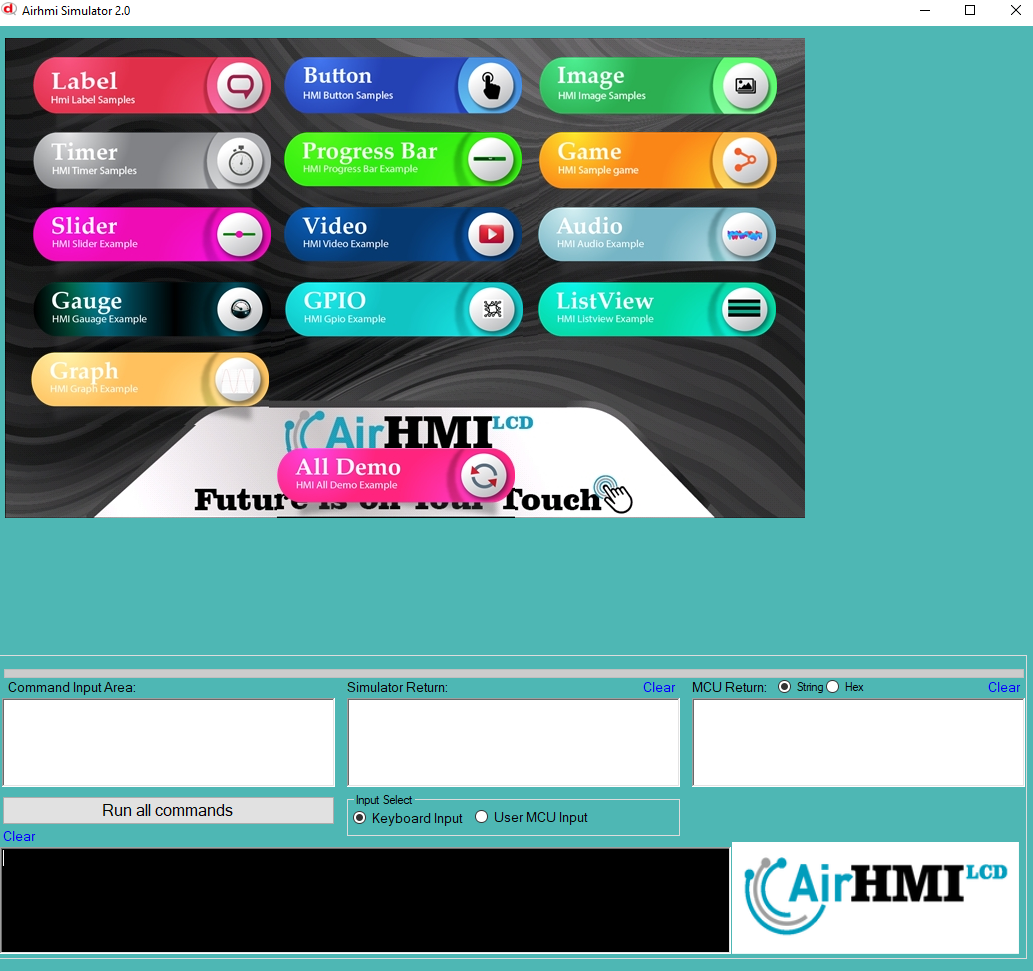 Airhmi Simulator 2.0
Label
Hmi Label Samples
Button
HMI Button Samples
Image
HMI Image Samples
Timer
HMI Timer Samples
Progress Bar
HMI Progress Bar Example
Game
HMI Sample game
Slider
HMI Slider Example
Video
HMI Video Example
Audio
HMI Audio Example
Gauge
HMI Gauage Example
GPIO
HMI Gpio Example
ListView
HMI Listview Example
Graph
HMI Graph Example
AirHMI LCD
All Demo
HMI All Demo Example
Future is on Your Touch
Command Input Area:
Simulator Return:
Clear
MCU Return:
String
Hex
Clear
Run all commands
Input Select
Keyboard Input
User MCU Input
Clear
AirHMI LCD